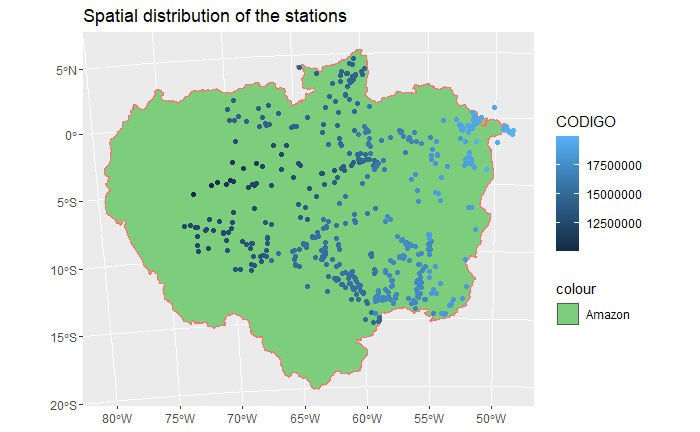 Spatial distribution of the stations
5°N
0°
5°S
10°S
15°S
20°S
80°W
75°W
70°W
65°W
60°W
55°W
50°W
CODIGO
17500000
15000000
12500000
colour
Amazon